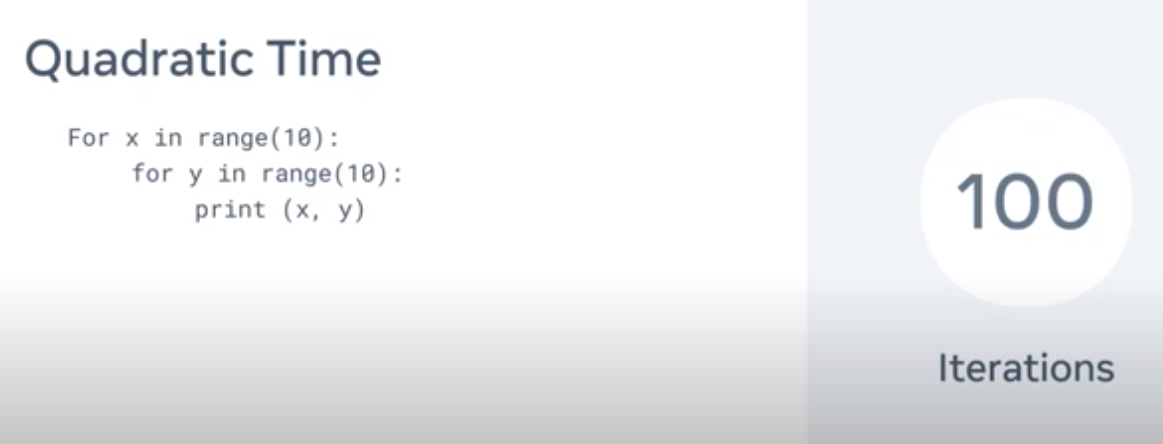 Quadratic Time
For x in range(10):
for y in range(10):
print (x, y)
100
Iterations